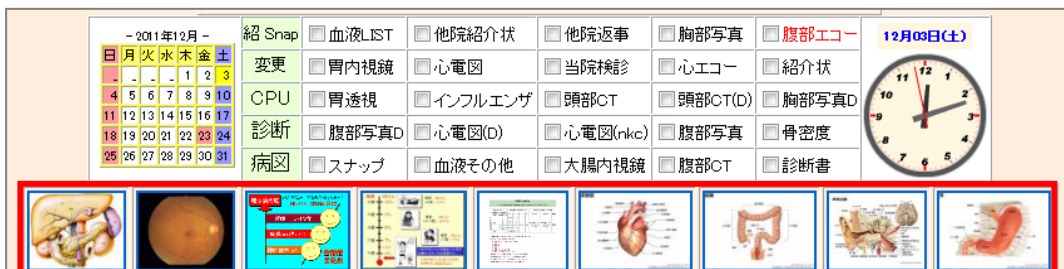 - 2011年12月 -
日 月 火 水 木 金 土
- - - - 1 2 3
4 5 6 7 8 9 10
11 12 13 14 15 16 17
18 19 20 21 22 23 24
25 26 27 28 29 30 31
紹 Snap 血液LIST 他院紹介状 他院返事 胸部写真 腹部エコー
変更 胃内視鏡 心電図 当院検診 心エコー 紹介状
CPU 胃透視 インフルエンザ 頭部CT 頭部CT(D) 胸部写真D
診断 腹部写真D 心電図(D) 心電図(nkc) 腹部写真 骨密度
病図 スナップ 血液その他 大腸内視鏡 腹部CT 診断書
12月03日(土)
12
1
2
3
4
5
6
7
8
9
10
11